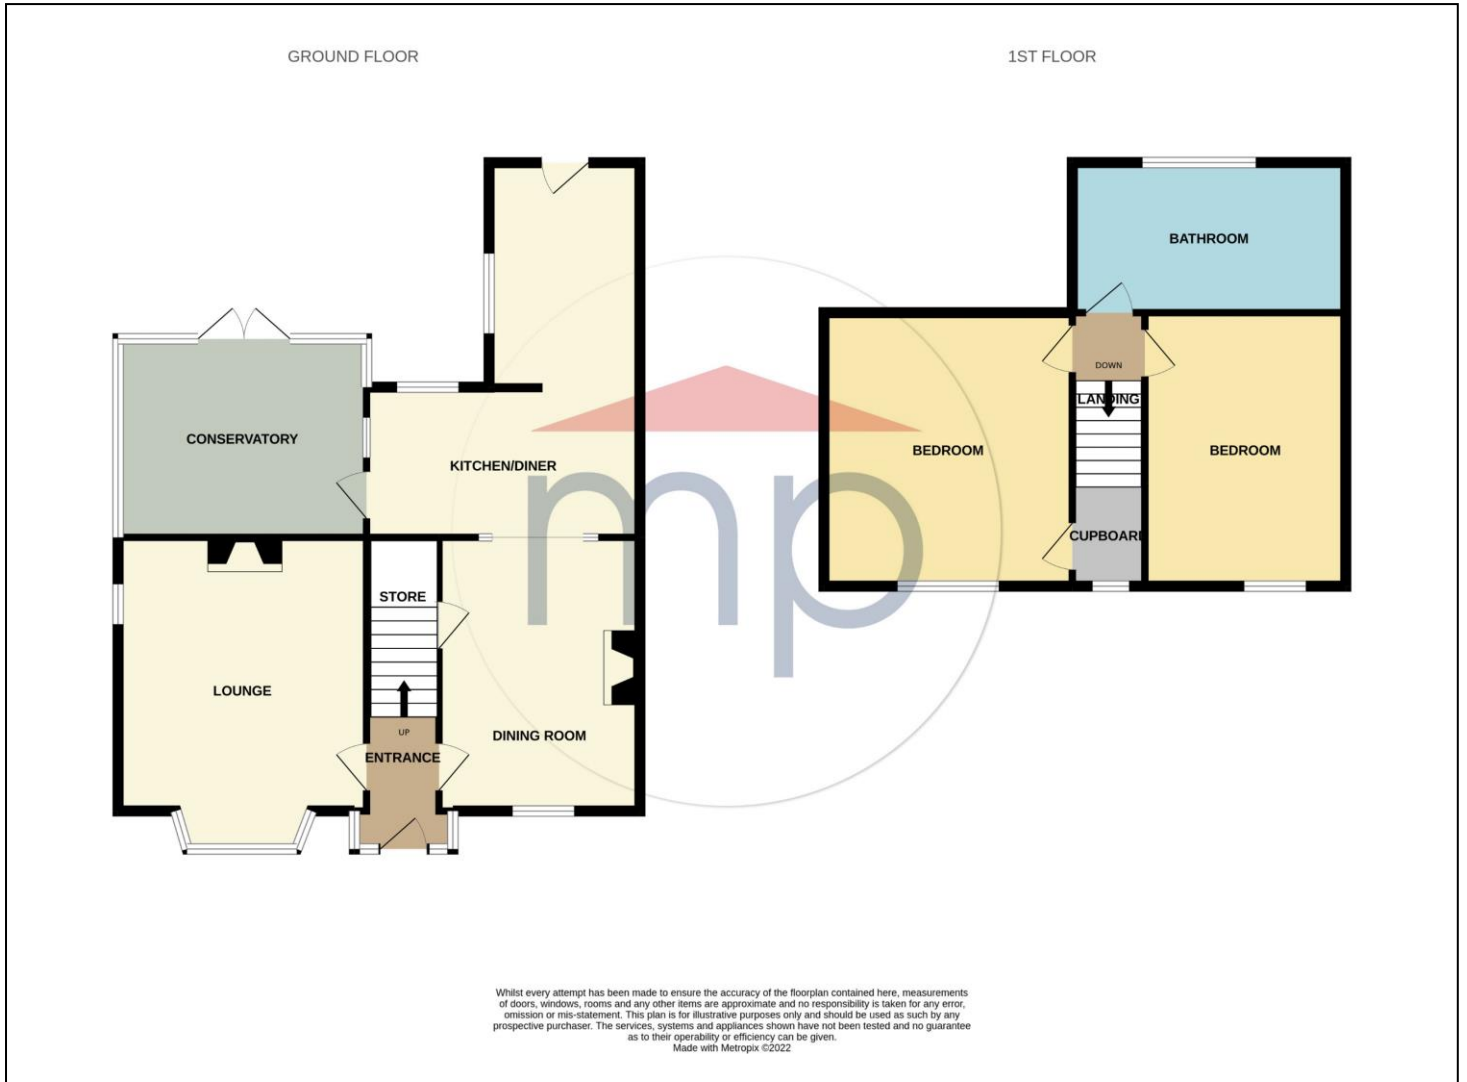 GROUND FLOOR
CONSERVATORY
KITCHEN/DINER
STORE
LOUNGE
UP
ENTRANCE
DINING ROOM
1ST FLOOR
BATHROOM
DOWN
LANDING
BEDROOM
BEDROOM
CUPBOARD
mp
Whilst every attempt has been made to ensure the accuracy of the floorplan contained here, measurements
of doors, windows, rooms and any other items are approximate and no responsibility is taken for any error,
omission or mis-statement. This plan is for illustrative purposes only and should be used as such by any
prospective purchaser. The services, systems and appliances shown have not been tested and no guarantee
as to their operability or efficiency can be given.
Made with Metropix ©2022